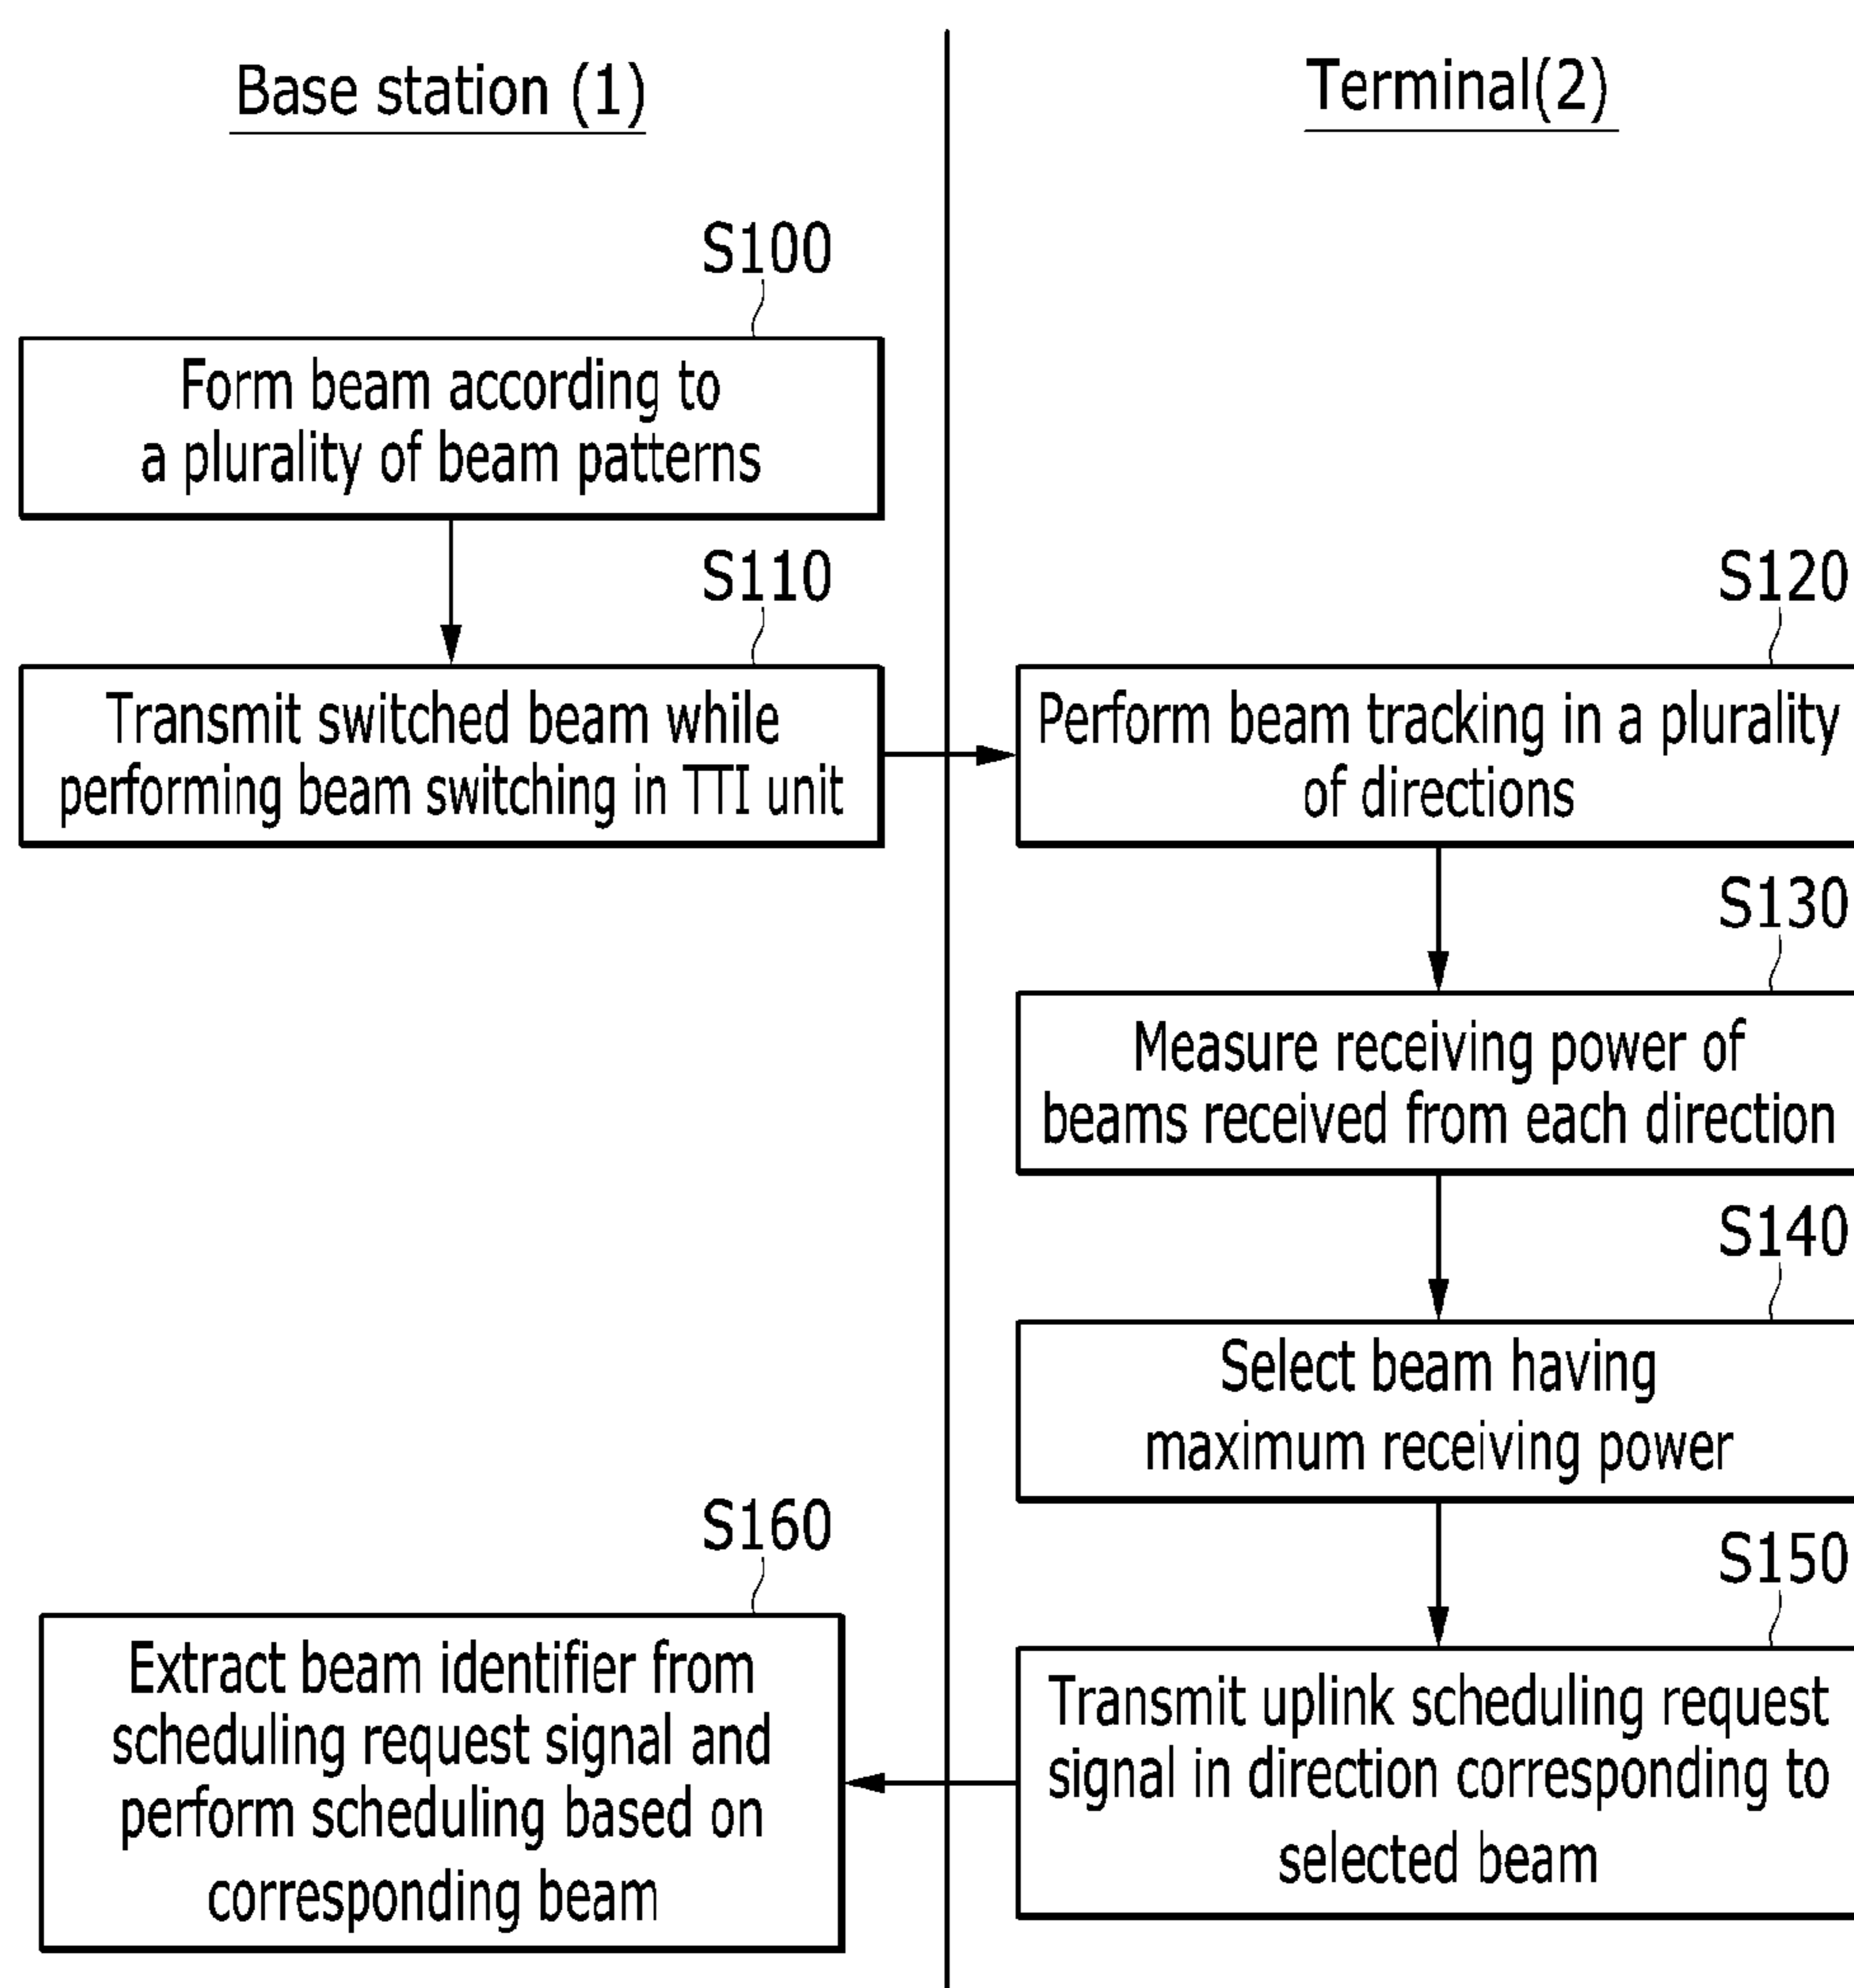 Base station (1)
Terminal(2)
S100
Form beam according to
a plurality of beam patterns
S110
Transmit switched beam while
performing beam switching in TTI unit
S120
Perform beam tracking in a plurality
of directions
S130
Measure receiving power of
beams received from each direction
S140
Select beam having
maximum receiving power
S150
Transmit uplink scheduling request
signal in direction corresponding to
selected beam
S160
Extract beam identifier from
scheduling request signal and
perform scheduling based on
corresponding beam